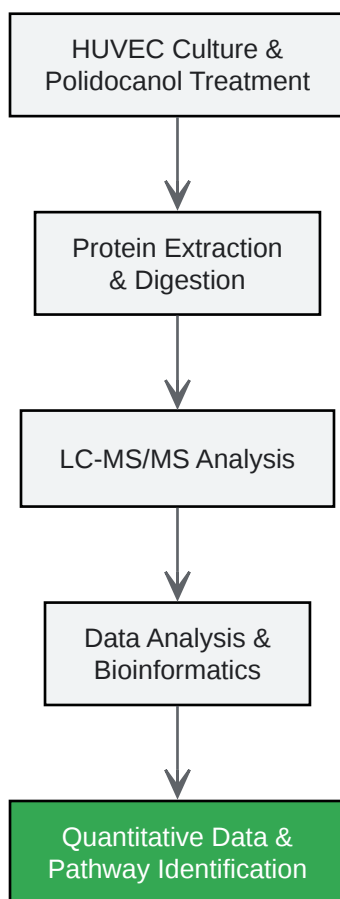 HUVEC Culture &
Polidocanol Treatment
Protein Extraction
& Digestion
LC-MS/MS Analysis
Data Analysis &
Bioinformatics
Quantitative Data &
Pathway Identification